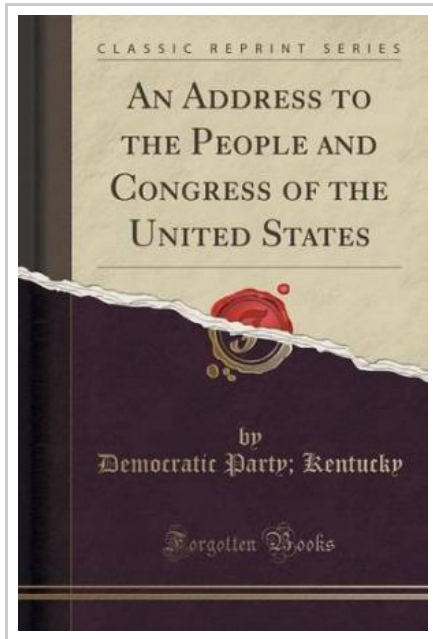 CLASSIC REPRINT SERIES
AN ADDRESS TO
THE PEOPLE AND
CONGRESS OF THE
UNITED STATES
F
by
Democratic Party; Kentucky
Forgotten Books